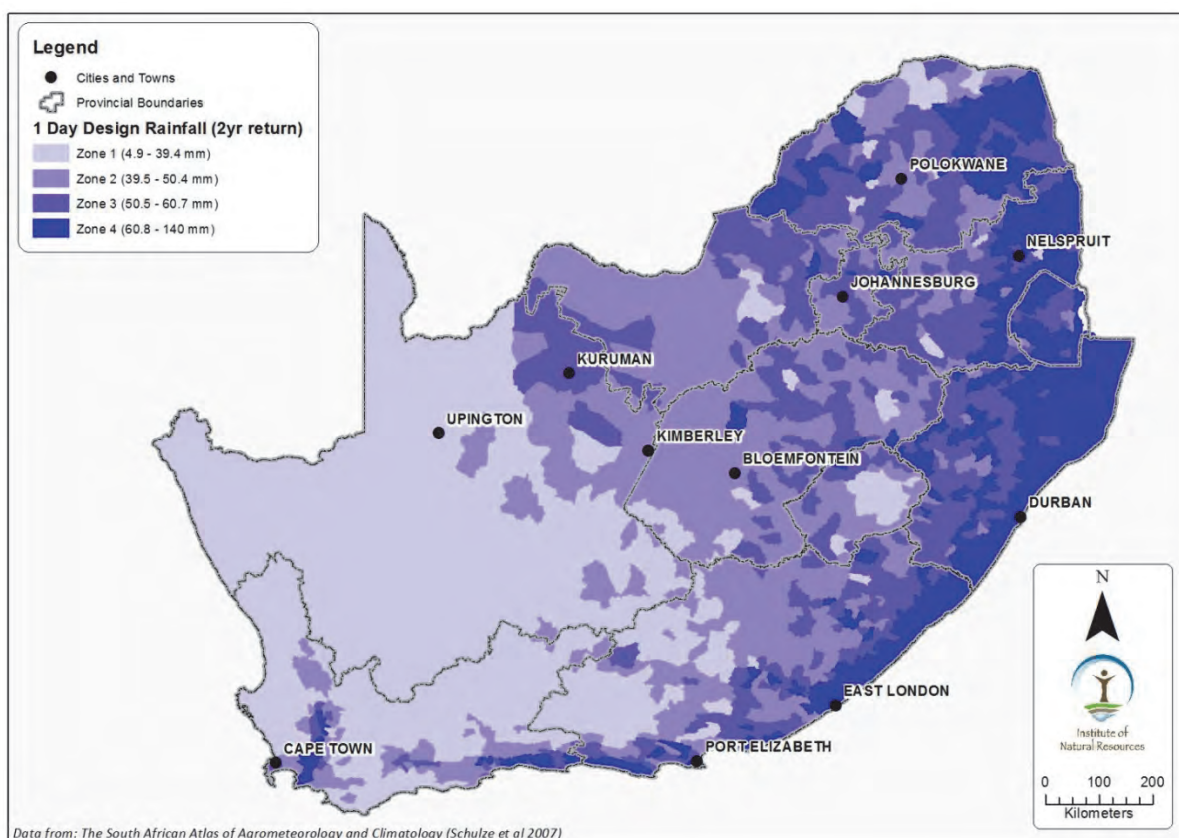 Legend
Cities and Towns
Provincial Boundaries
1 Day Design Rainfall (2yr return)
Zone 1 (4.9 - 39.4 mm)
Zone 2 (39.5 - 50.4 mm)
Zone 3 (50.5 - 60.7 mm)
Zone 4 (60.8 - 140 mm)
POLOKWANE
NELSPRUIT
JOHANNESBURG
KURUMAN
UPINGTON
KIMBERLEY
BLOEMFONTEIN
DURBAN
EAST LONDON
PORT ELIZABETH
CAPE TOWN
N
Institute of
Natural Resources
0 100 200
Kilometers
Data from: The South African Atlas of Agrometeorology and Climatology (Schulze et al 2007)